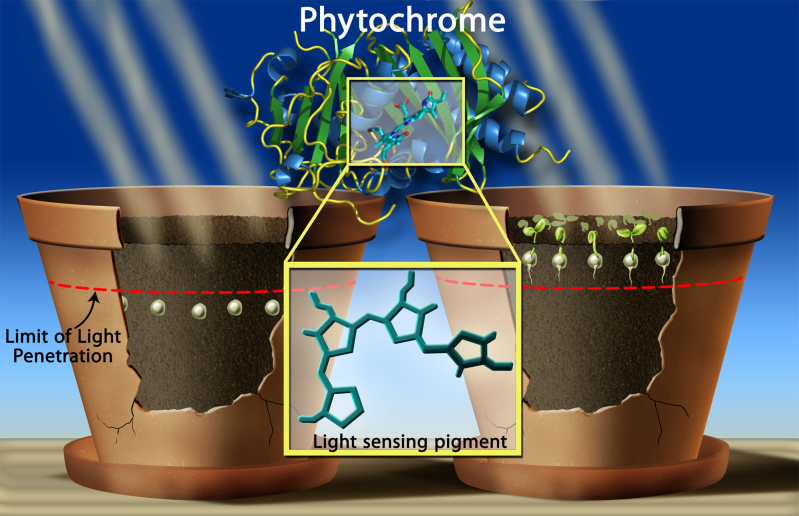 Phytochrome
Limit of Light
Penetration
Light sensing pigment